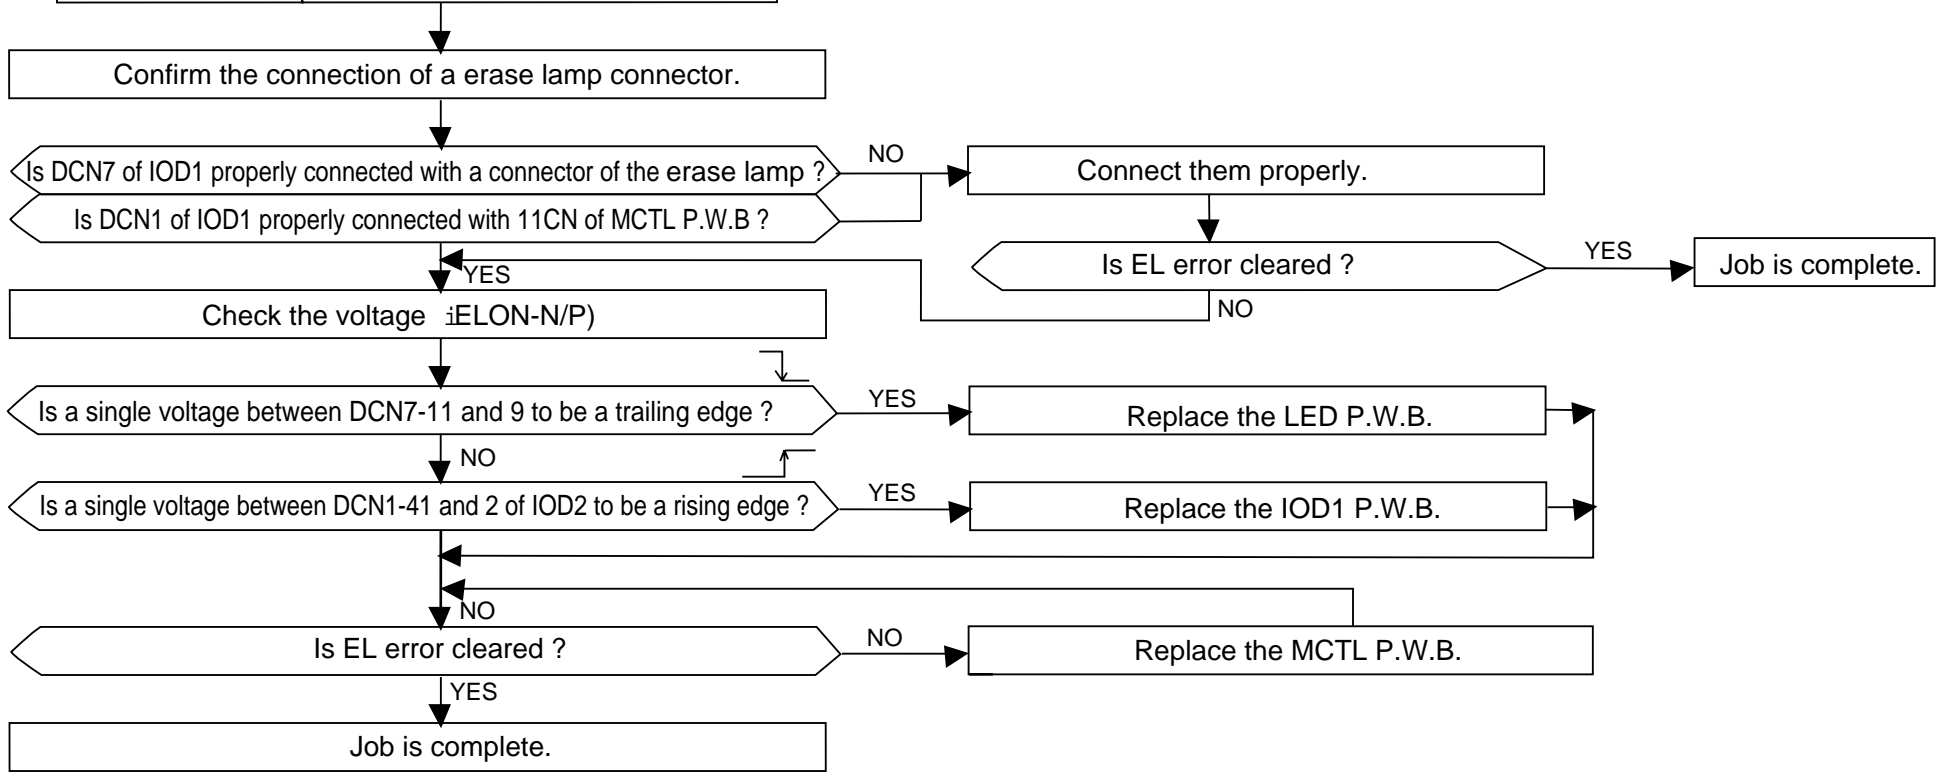 Confirm the connection of a erase lamp connector.
Is DCN7 of IOD1 properly connected with a connector of the erase lamp ?
NO
Connect them properly.
Is DCN1 of IOD1 properly connected with 11CN of MCTL P.W.B ?
YES
Is EL error cleared ?
YES
Job is complete.
NO
Check the voltage iELON-N/P)
Is a single voltage between DCN7-11 and 9 to be a trailing edge ?
YES
Replace the LED P.W.B.
NO
Is a single voltage between DCN1-41 and 2 of IOD2 to be a rising edge ?
YES
Replace the IOD1 P.W.B.
NO
Is EL error cleared ?
NO
Replace the MCTL P.W.B.
YES
Job is complete.